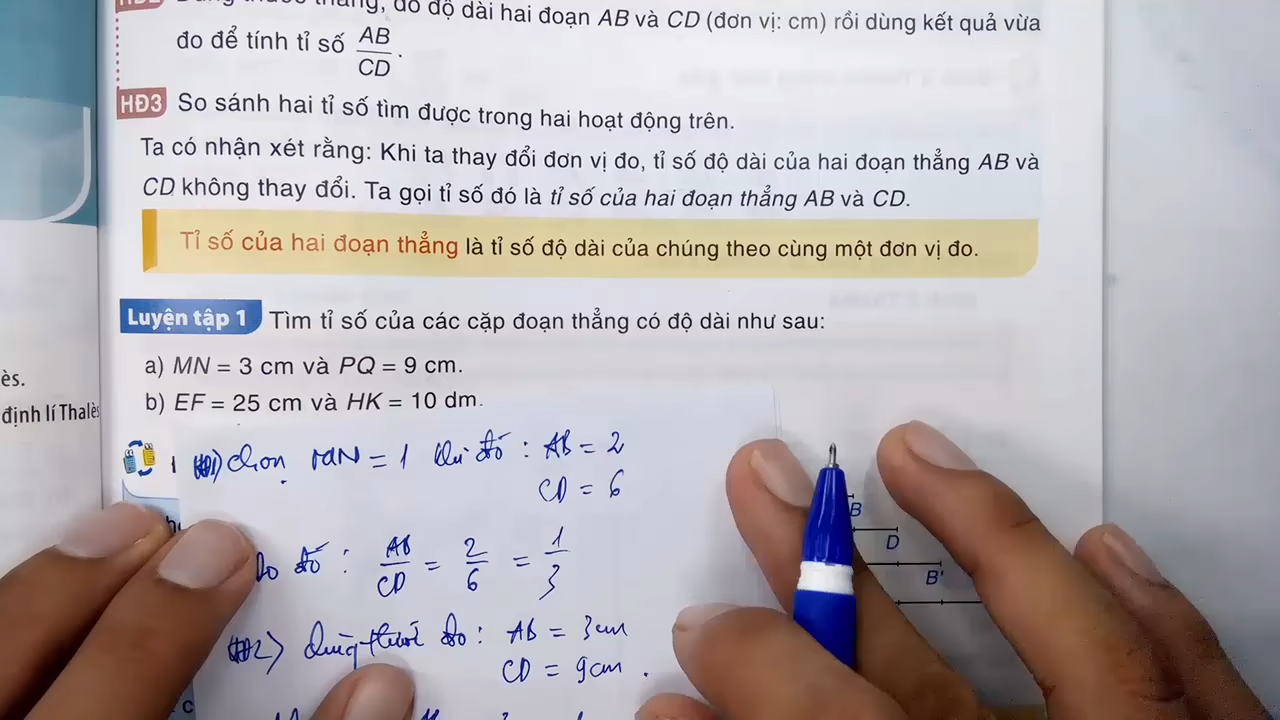 thẳng, đo độ dài hai đoạn AB và CD (đơn vị: cm) rồi dùng kết quả vừa
đo để tính tỉ số AB/CD.
HĐ3 So sánh hai tỉ số tìm được trong hai hoạt động trên.
Ta có nhận xét rằng: Khi ta thay đổi đơn vị đo, tỉ số độ dài của hai đoạn thẳng AB và
CD không thay đổi. Ta gọi tỉ số đó là tỉ số của hai đoạn thẳng AB và CD.
Tỉ số của hai đoạn thẳng là tỉ số độ dài của chúng theo cùng một đơn vị đo.
Luyện tập 1 Tìm tỉ số của các cặp đoạn thẳng có độ dài như sau:
a) MN = 3 cm và PQ = 9 cm.
b) EF = 25 cm và HK = 10 dm.
ès.
định lí Thalès
chọn MN = 1 khi đó : AB = 2
CD = 6
do đó : AB/CD = 2/6 = 1/3
Dùng thước đo : AB = 3cm
CD = 9cm.
B
D
B'